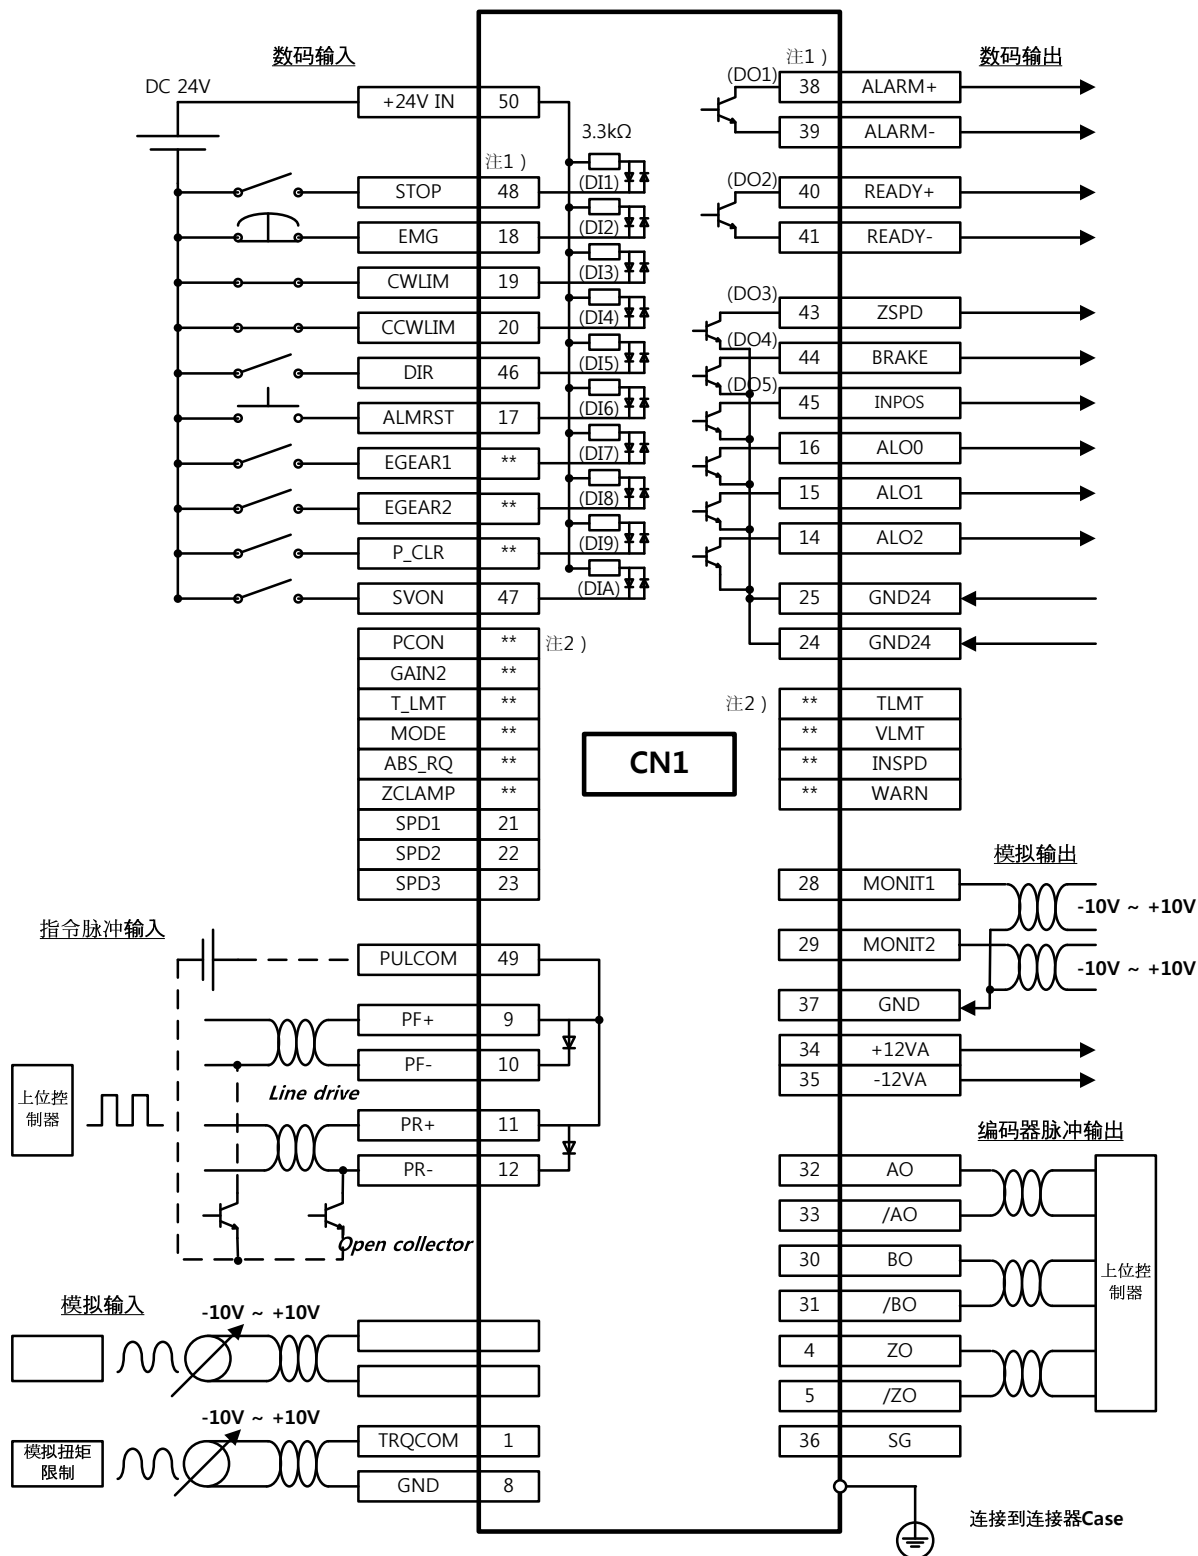 数码输入
DC 24V
+24V IN 50
3.3kΩ
注1）
STOP 48 (DI1)
EMG 18 (DI2)
CWLIM 19 (DI3)
CCWLIM 20 (DI4)
DIR 46 (DI5)
ALMRST 17 (DI6)
EGEAR1 ** (DI7)
EGEAR2 ** (DI8)
P_CLR ** (DI9)
SVON 47 (DIA)
PCON ** 注2）
GAIN2 **
T_LMT **
MODE **
ABS_RQ **
ZCLAMP **
SPD1 21
SPD2 22
SPD3 23
指令脉冲输入
PULCOM 49
PF+ 9
PF- 10
Line drive
上位控
制器
PR+ 11
PR- 12
Open collector
模拟输入
-10V ~ +10V
-10V ~ +10V
模拟扭矩
限制
TRQCOM 1
GND 8
CN1
注1）
数码输出
(DO1) 38 ALARM+
39 ALARM-
(DO2) 40 READY+
41 READY-
(DO3) 43 ZSPD
(DO4) 44 BRAKE
(DO5) 45 INPOS
16 ALO0
15 ALO1
14 ALO2
25 GND24
24 GND24
注2） ** TLMT
** VLMT
** INSPD
** WARN
模拟输出
28 MONIT1
-10V ~ +10V
29 MONIT2
-10V ~ +10V
37 GND
34 +12VA
35 -12VA
编码器脉冲输出
32 AO
33 /AO
30 BO
31 /BO
4 ZO
5 /ZO
上位控
制器
36 SG
连接到连接器Case